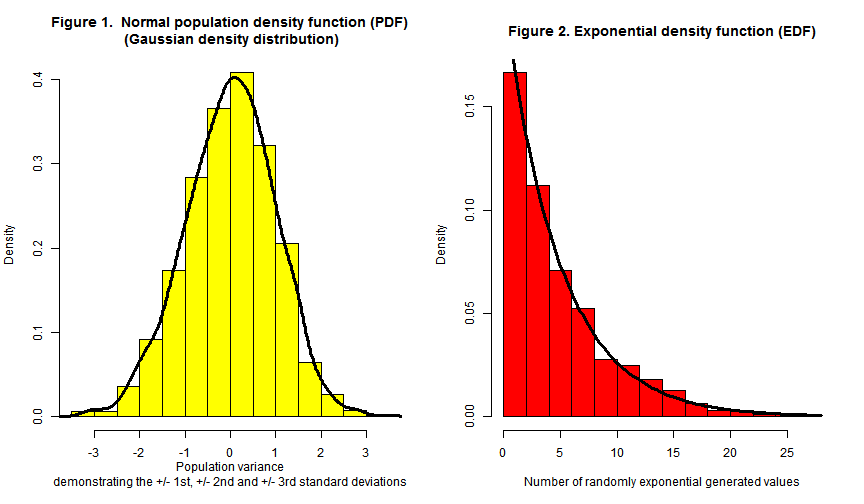 Figure 1.  Normal population density function (PDF)
(Gaussian density distribution)
Density
0.4
0.3
0.2
0.1
0.0
-3 -2 -1 0 1 2 3
Population variance
demonstrating the +/- 1st, +/- 2nd and +/- 3rd standard deviations
Figure 2. Exponential density function (EDF)
Density
0.15
0.10
0.05
0.00
0 5 10 15 20 25
Number of randomly exponential generated values